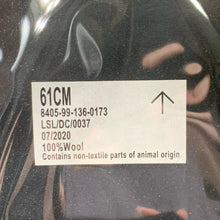 61CM
8405-99-136-0173
LSL/DC/0037
07/2020
100%Wool
Contains non-textile parts of animal origin